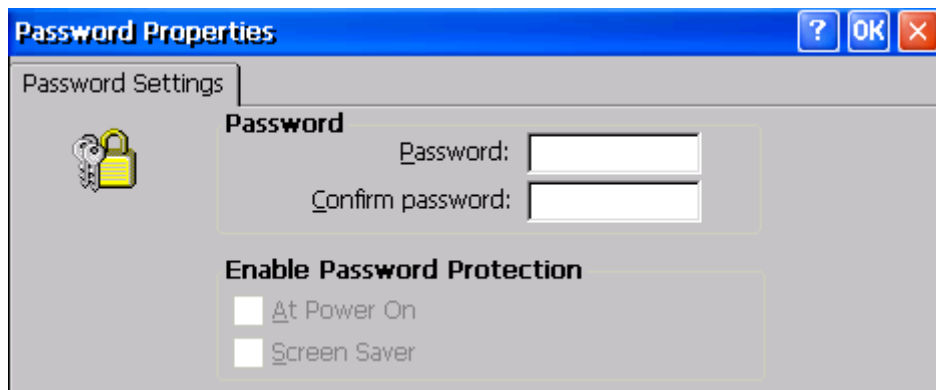 Password Properties ? OK ×
Password Settings
Password
Password:
Confirm password:
Enable Password Protection
At Power On
Screen Saver